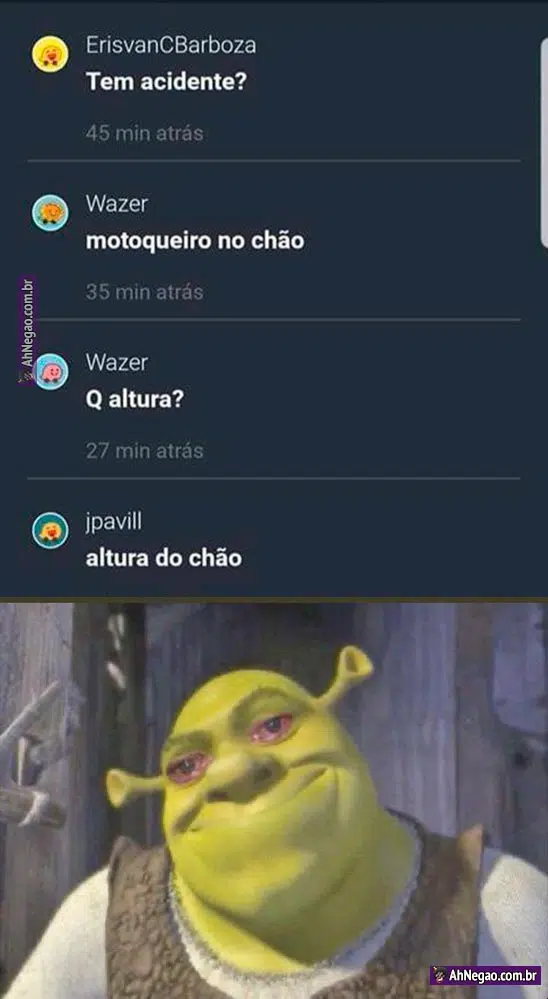 ErisvanCBarboza
Tem acidente?
45 min atrás
Wazer
motoqueiro no chão
35 min atrás
AhNegao.com.br
Wazer
Q altura?
27 min atrás
jpavill
altura do chão
AhNegao.com.br